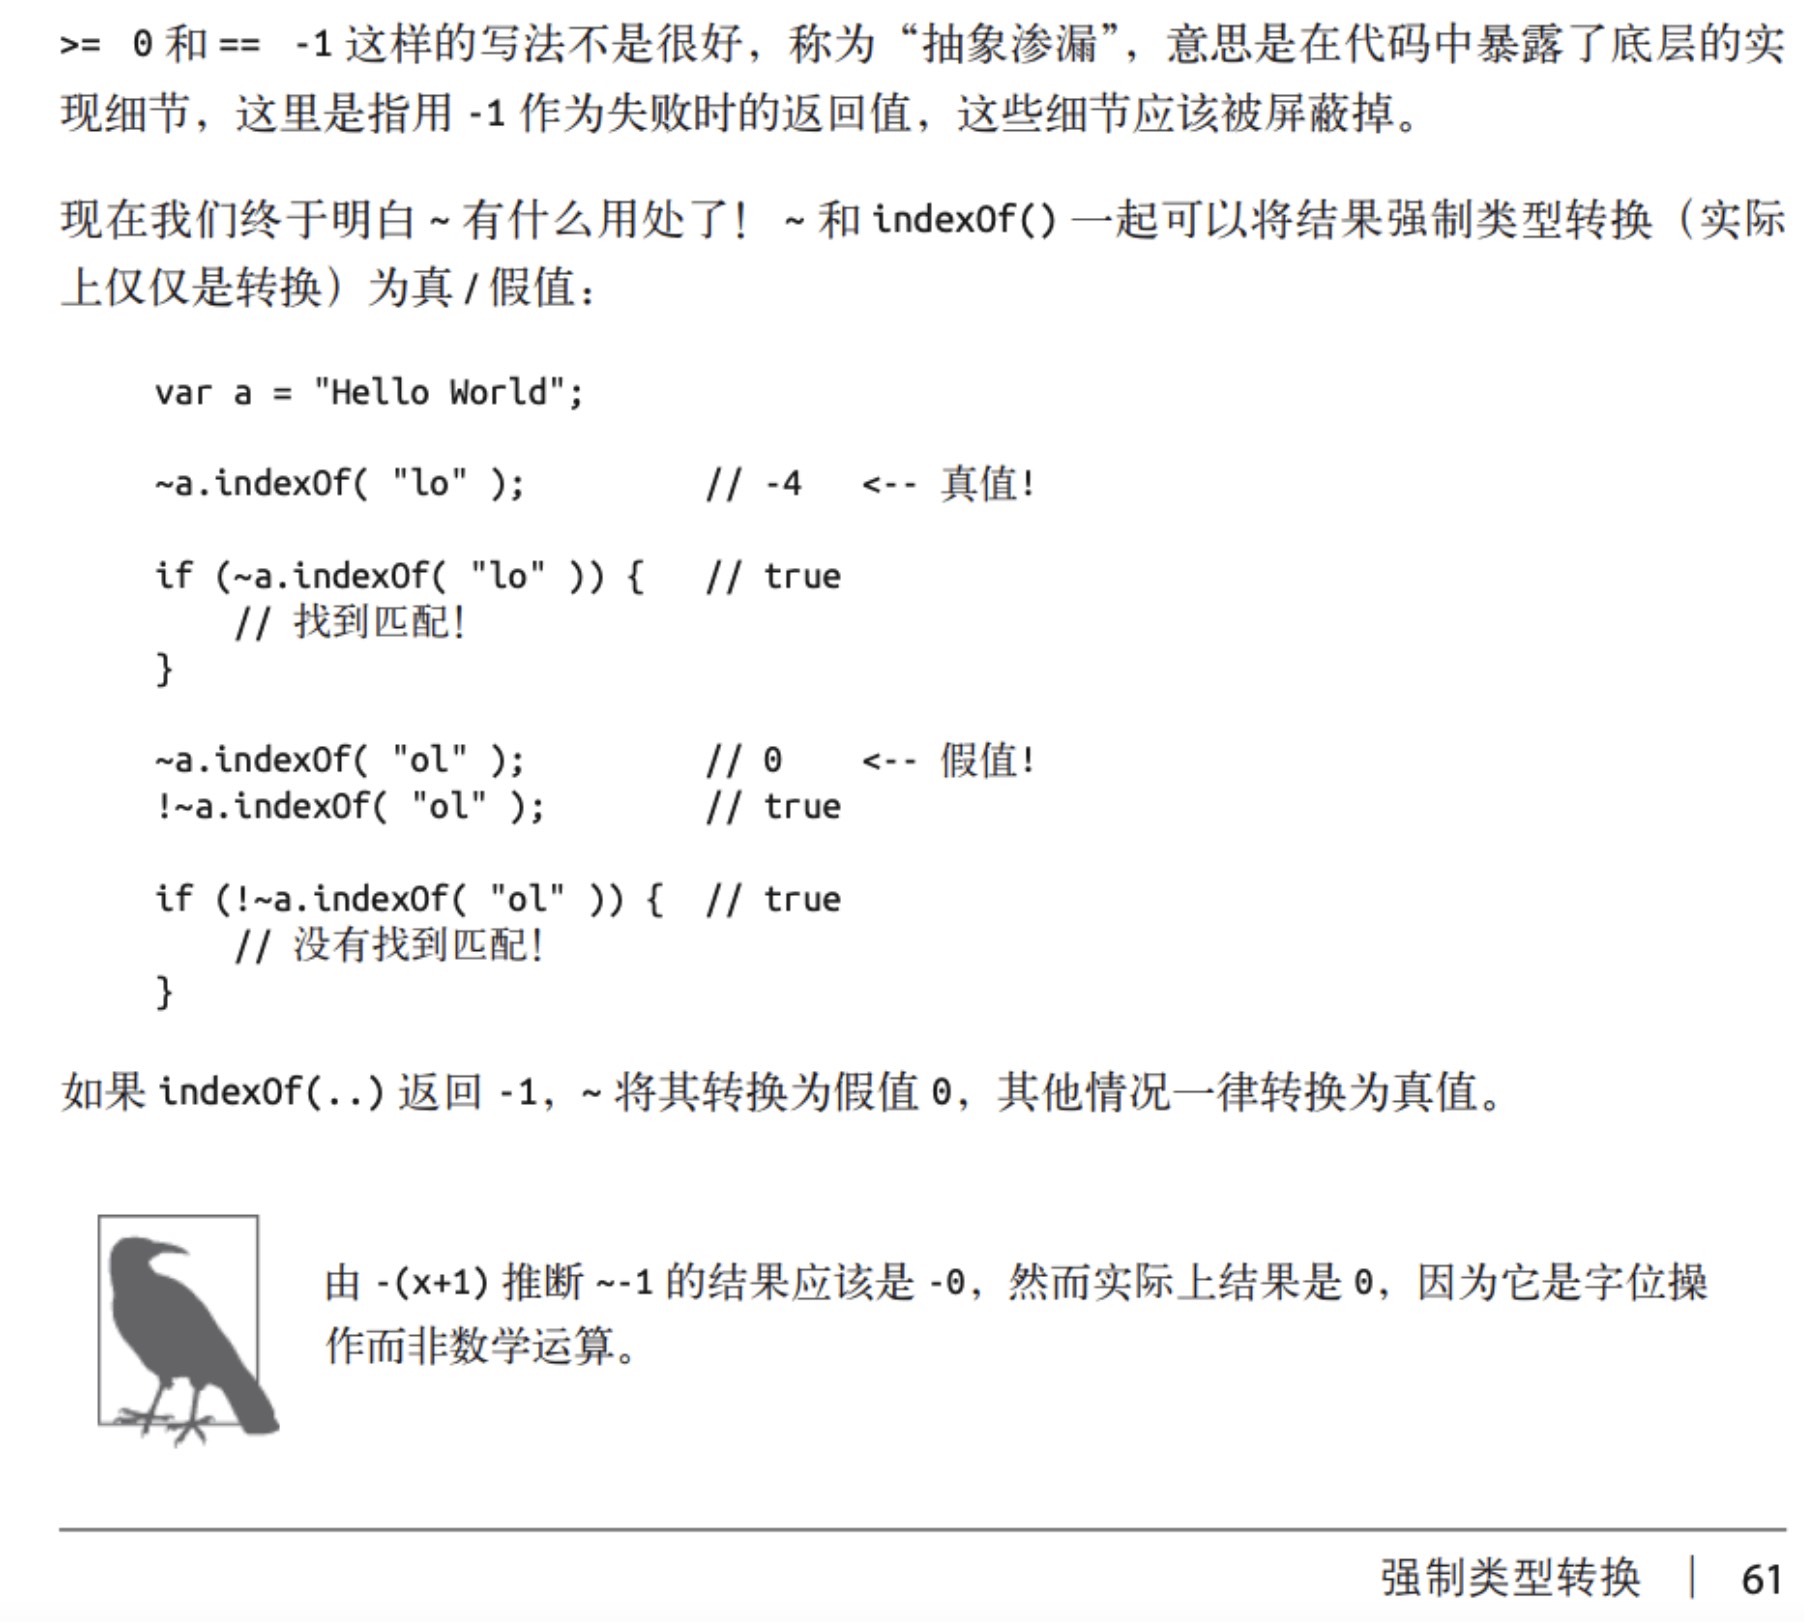 >= 0 和 == -1 这样的写法不是很好，称为“抽象渗漏”，意思是在代码中暴露了底层的实
现细节，这里是指用 -1 作为失败时的返回值，这些细节应该被屏蔽掉。
现在我们终于明白 ~ 有什么用处了！ ~ 和 indexOf() 一起可以将结果强制类型转换（实际
上仅仅是转换）为真 / 假值：
var a = "Hello World";
~a.indexOf( "lo" ); // -4 <-- 真值!
if (~a.indexOf( "lo" )) { // true
// 找到匹配!
}
~a.indexOf( "ol" ); // 0 <-- 假值!
!~a.indexOf( "ol" ); // true
if (!~a.indexOf( "ol" )) { // true
// 没有找到匹配!
}
如果 indexOf(..) 返回 -1，~ 将其转换为假值 0，其他情况一律转换为真值。
由 -(x+1) 推断 ~-1 的结果应该是 -0，然而实际上结果是 0，因为它是字位操
作而非数学运算。
强制类型转换 ｜ 61